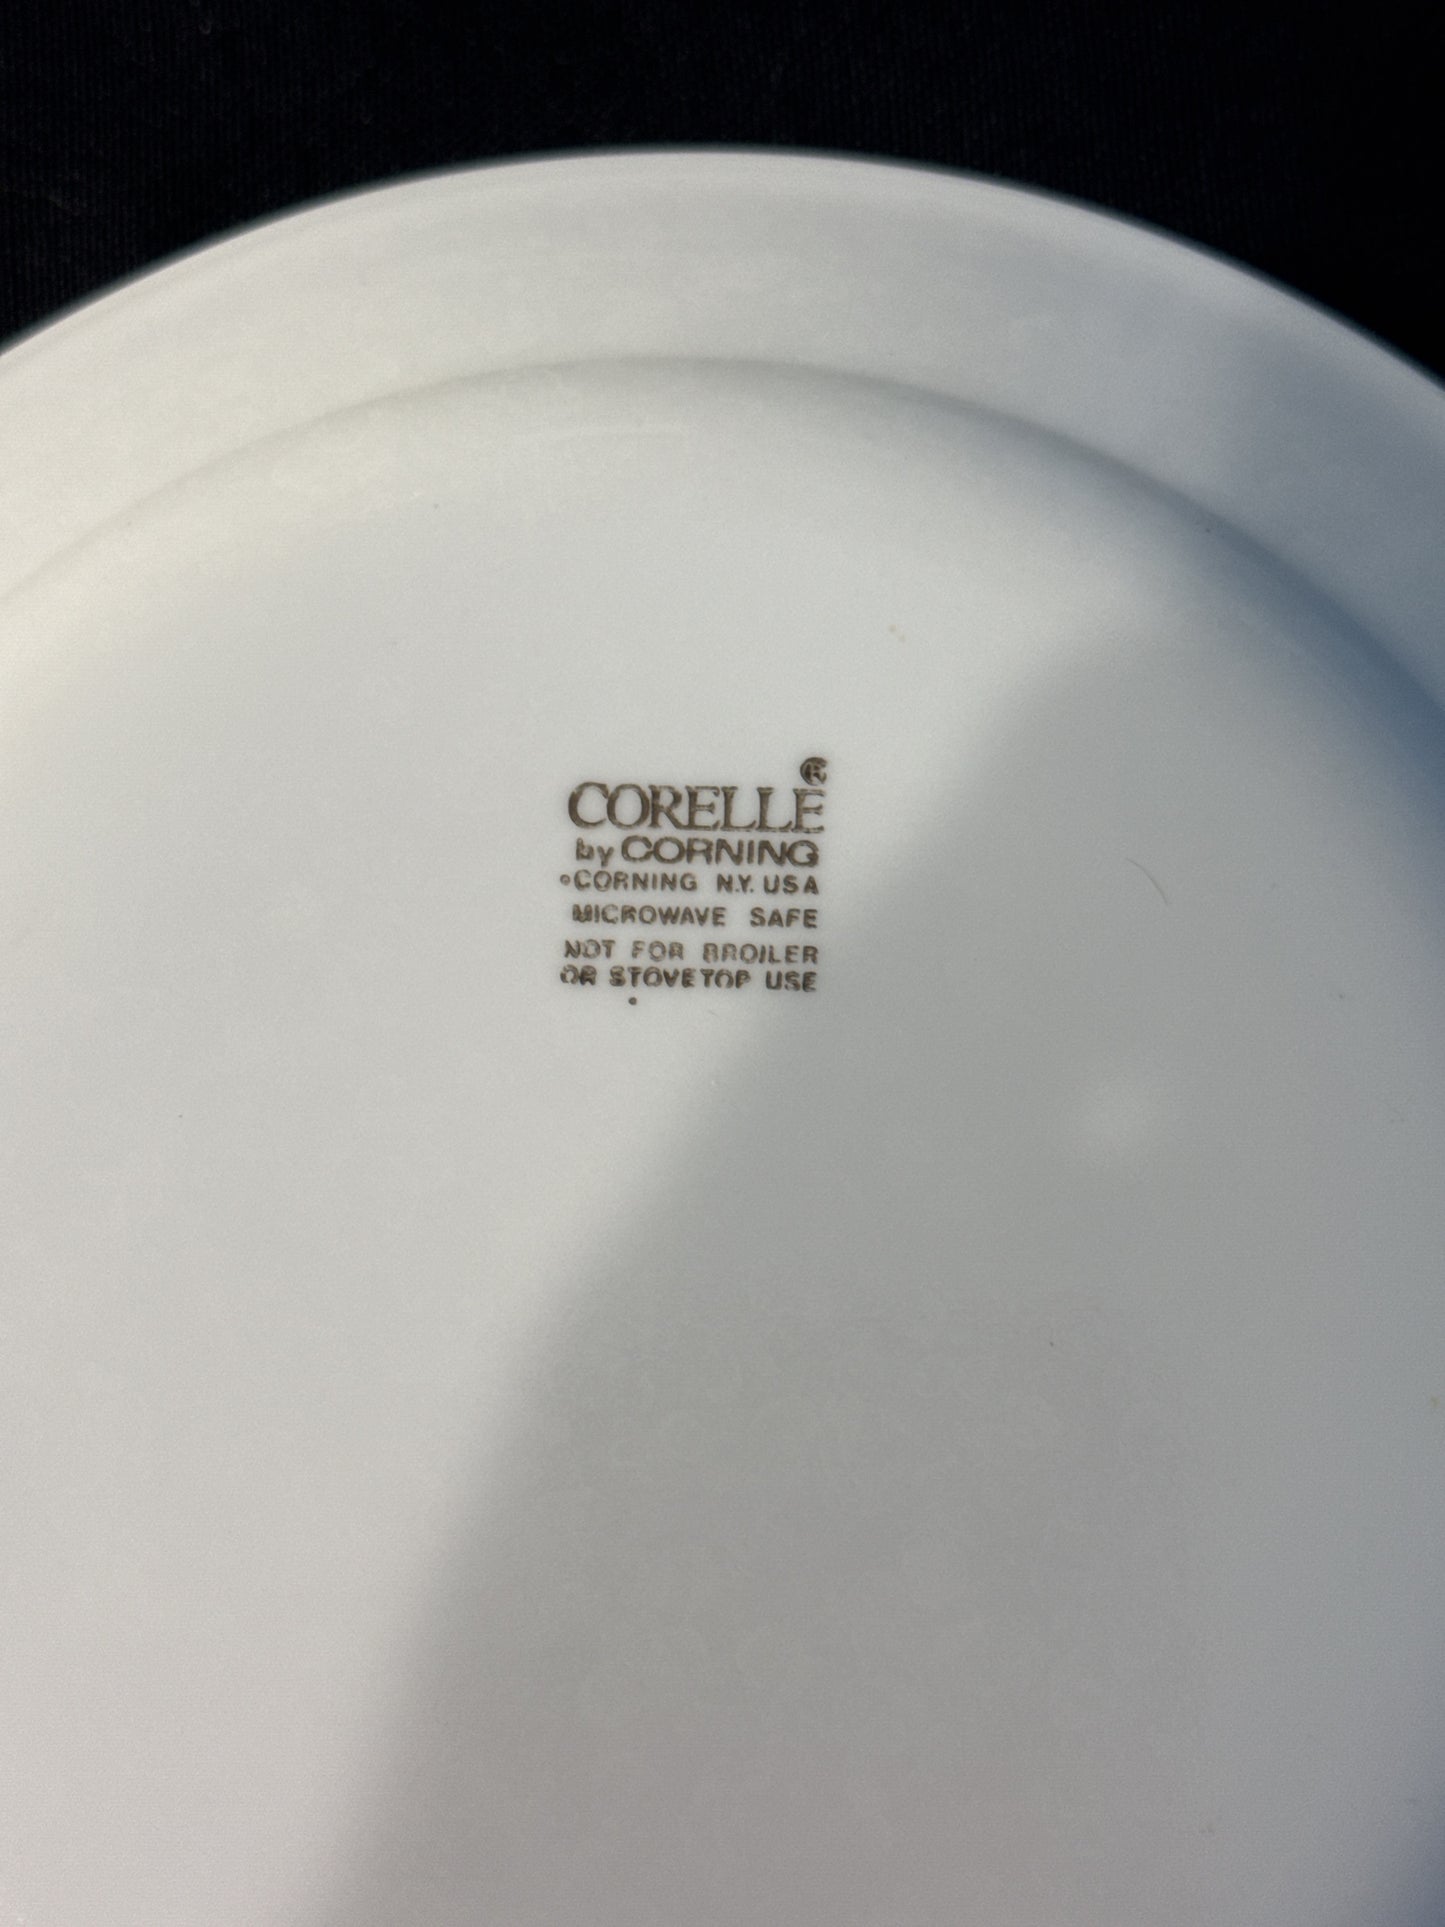 CORELLE®
by CORNING
CORNING N.Y. USA
MICROWAVE SAFE
NOT FOR BROILER
OR STOVETOP USE